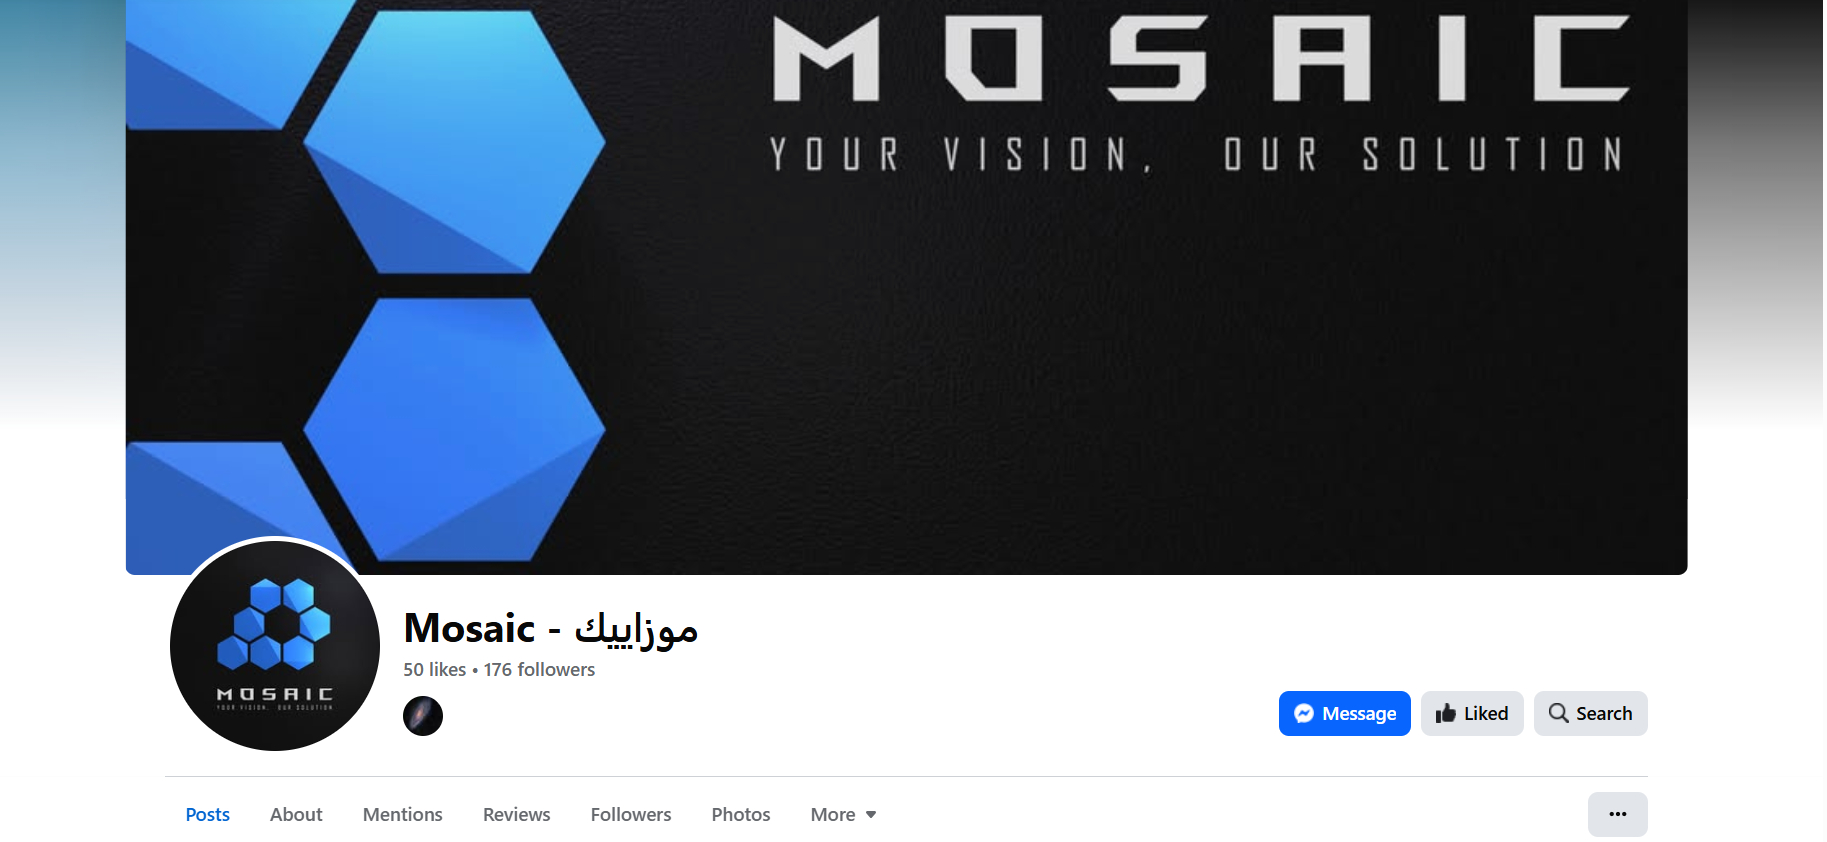 MOSAIC
YOUR VISION, OUR SOLUTION
MOSAIC
YOUR VISION, OUR SOLUTION
Mosaic - موزاييك
50 likes • 176 followers
Message
Liked
Search
Posts
About
Mentions
Reviews
Followers
Photos
More